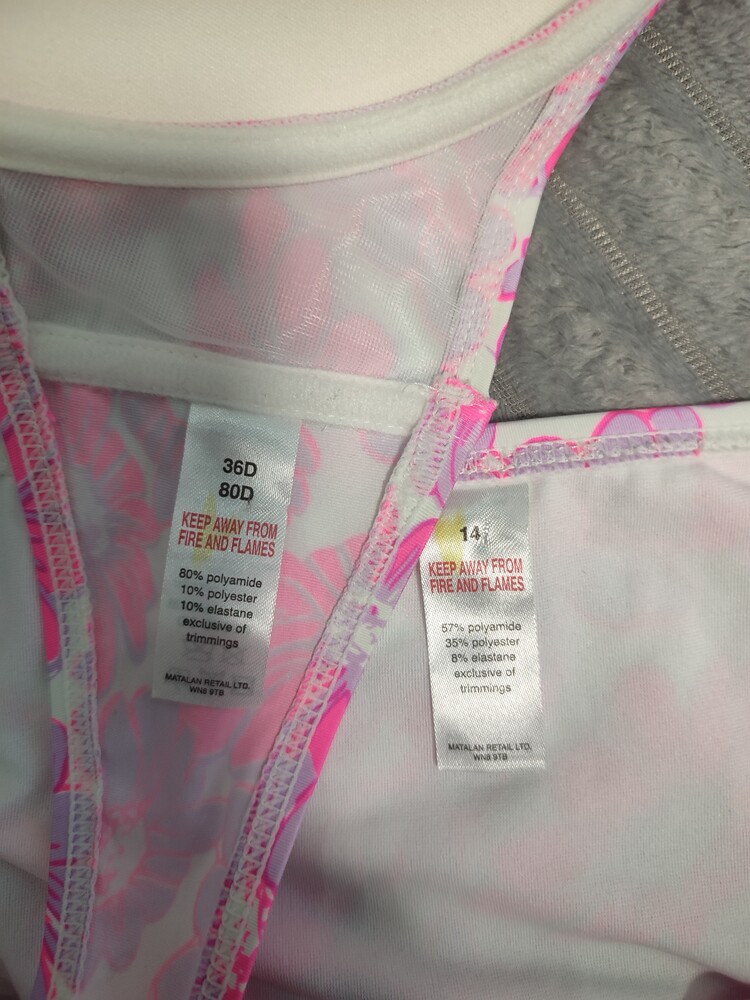 36D
80D
KEEP AWAY FROM
FIRE AND FLAMES
80% polyamide
10% polyester
10% elastane
exclusive of
trimmings
MATALAN RETAIL LTD.
WN8 9TB
14
KEEP AWAY FROM
FIRE AND FLAMES
57% polyamide
35% polyester
8% elastane
exclusive of
trimmings
MATALAN RETAIL LTD.
WN8 9TB